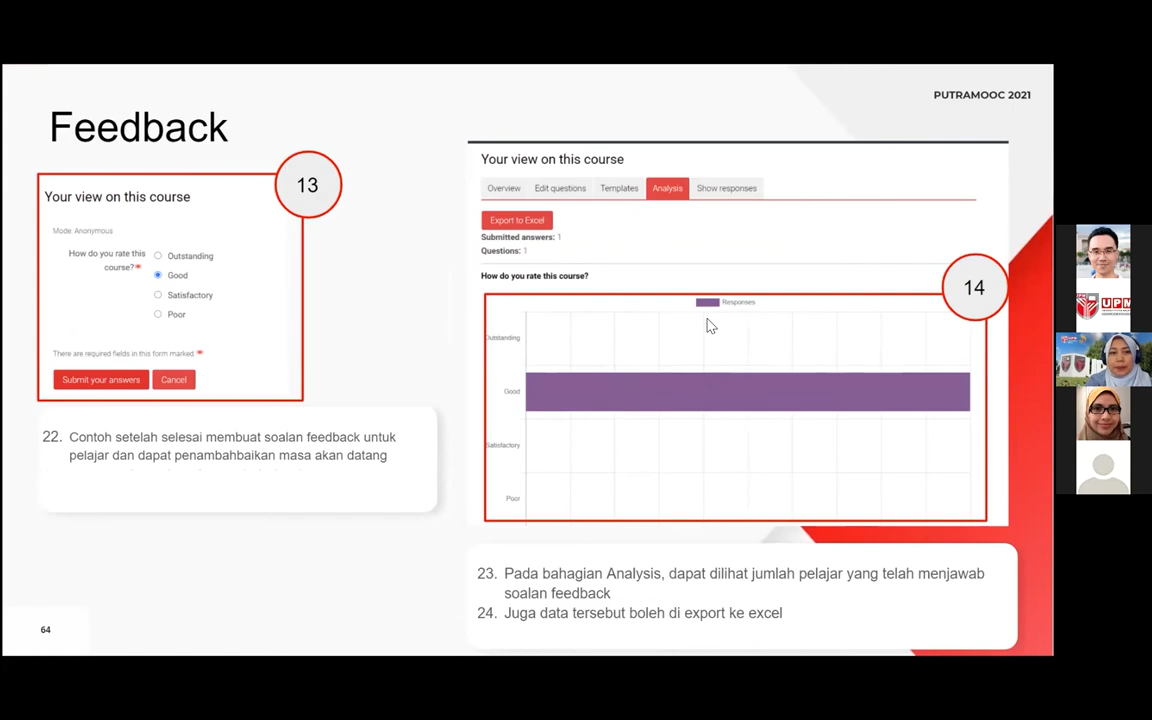 PUTRAMOOC 2021
Feedback
13
Your view on this course
Mode: Anonymous
How do you rate this
course?*
Outstanding
Good
Satisfactory
Poor
There are required fields in this form marked *
Submit your answers
Cancel
22. Contoh setelah selesai membuat soalan feedback untuk
pelajar dan dapat penambahbaikan masa akan datang
Your view on this course
Overview Edit questions Templates Analysis Show responses
Export to Excel
Submitted answers: 1
Questions: 1
How do you rate this course?
14
Responses
Outstanding
Good
Satisfactory
Poor
23. Pada bahagian Analysis, dapat dilihat jumlah pelajar yang telah menjawab
soalan feedback
24. Juga data tersebut boleh di export ke excel
64
UPM